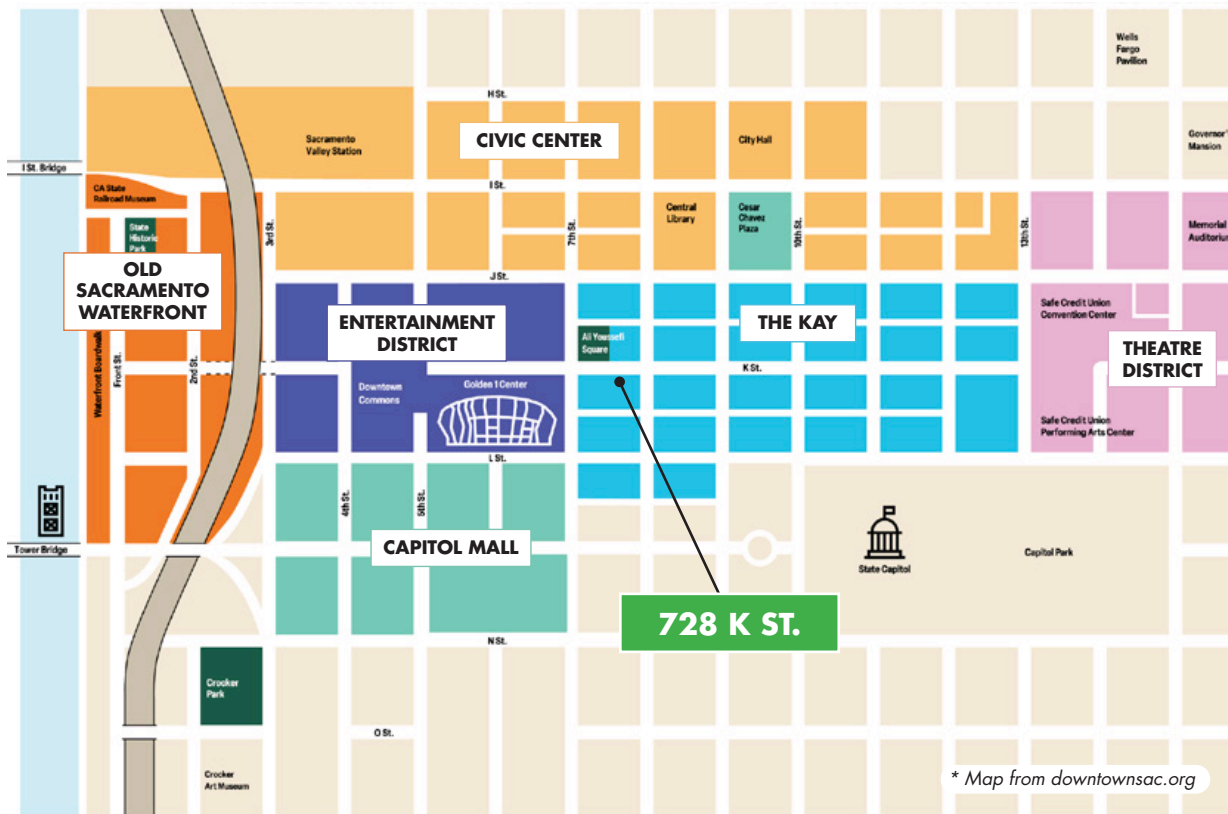 Wells
Fargo
Pavilion
H St.
CIVIC CENTER
Sacramento
Valley Station
City Hall
Governor'
Mansion
I St. Bridge
I St.
CA State
Railroad Museum
State
Historic
Park
3rd St.
7th St.
Central
Library
Cesar
Chavez
Plaza
10th St.
13th St.
Memorial
Auditoriu
OLD
SACRAMENTO
WATERFRONT
J St.
ENTERTAINMENT
DISTRICT
THE KAY
Safe Credit Union
Convention Center
Ali Youssefi
Square
THEATRE
DISTRICT
Waterfront Boardwalk
Front St.
2nd St.
K St.
Downtown
Commons
Golden 1 Center
Safe Credit Union
Performing Arts Center
L St.
4th St.
5th St.
CAPITOL MALL
Tower Bridge
State Capitol
Capitol Park
728 K ST.
N St.
Crocker
Park
O St.
Crocker
Art Museum
* Map from downtownsac.org